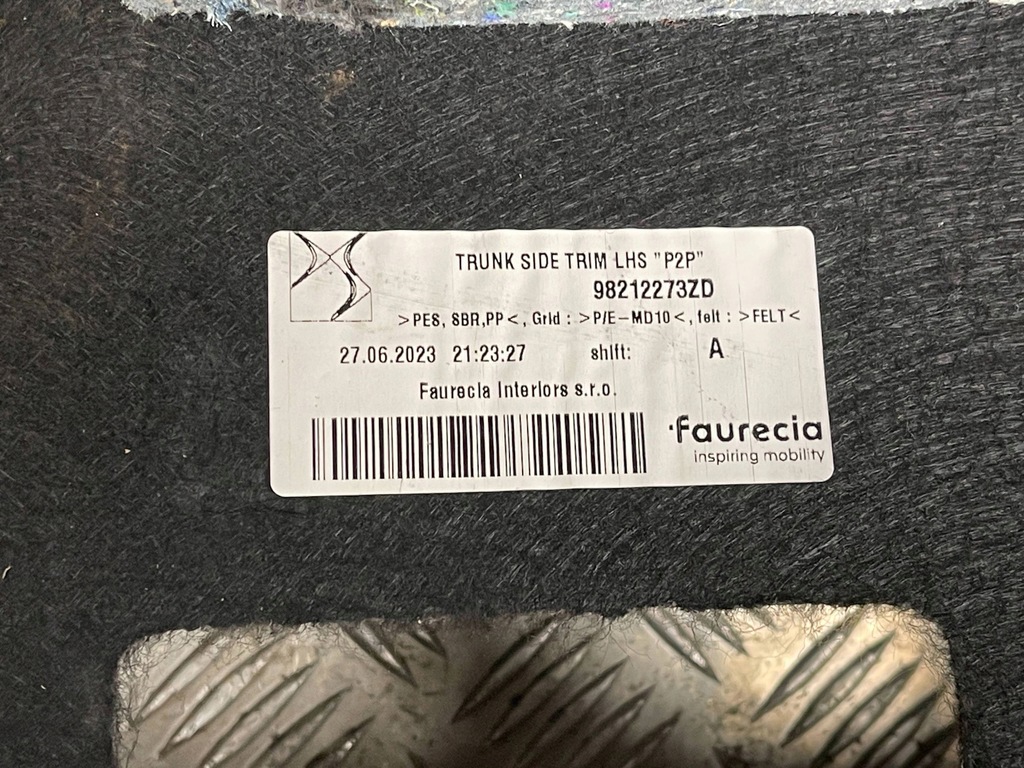 TRUNK SIDE TRIM LHS "P2P"
98212273ZD
>PES, SBR,PP<, Grid : >P/E-MD10<, felt : >FELT<
27.06.2023 21:23:27 shift: A
Faurecia Interiors s.r.o.
faurecia
inspiring mobility